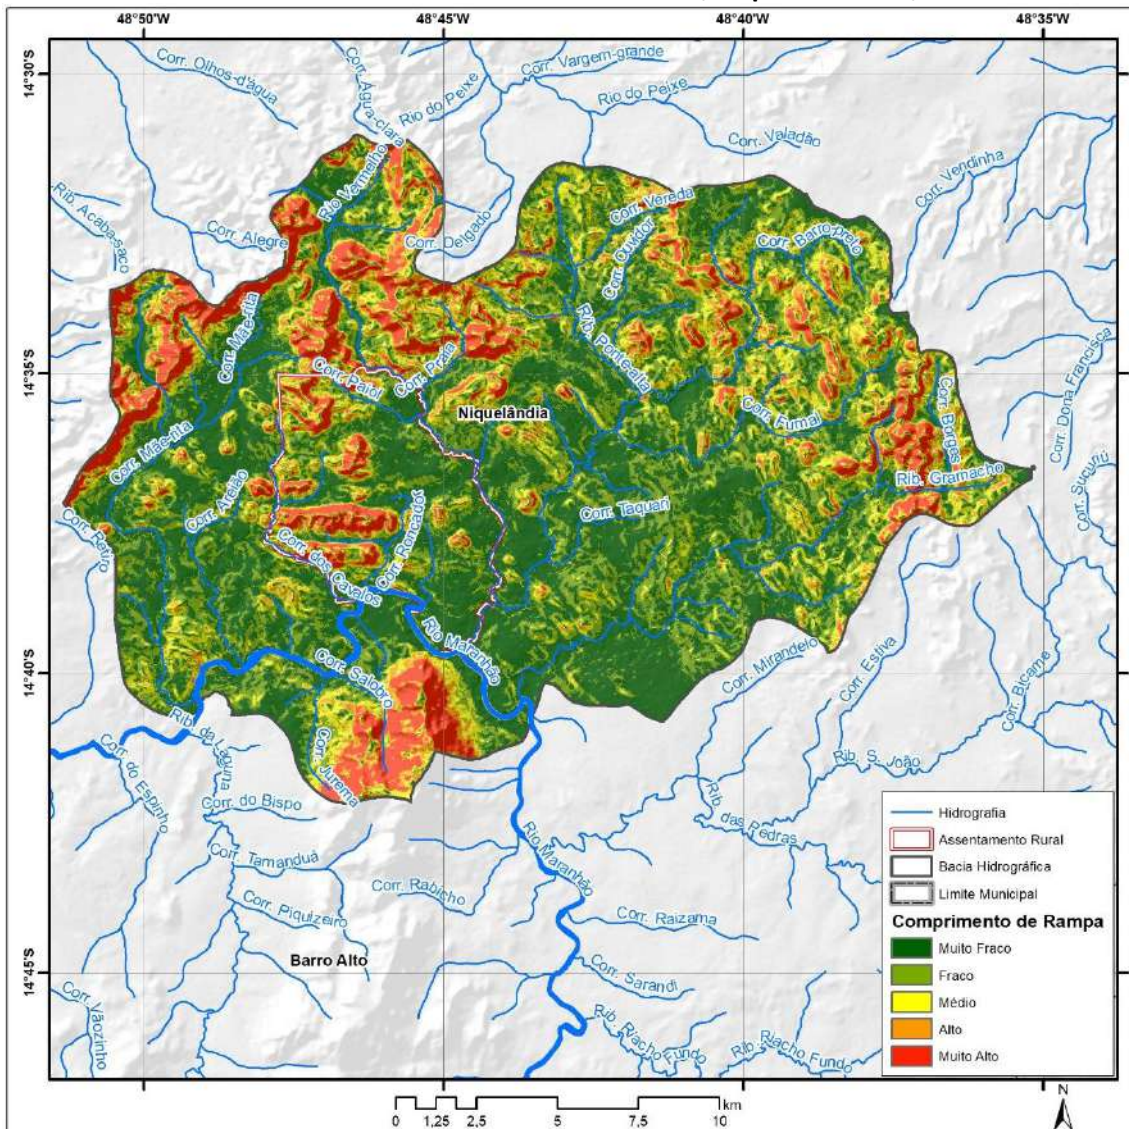 48°50'W
48°45'W
48°40'W
48°35'W
14°30'S
14°35'S
14°40'S
14°45'S
Corr. Olhos-d'água
Corr. Água-clara
Rio do Peixe
Corr. Vargem-grande
Rio do Peixe
Corr. Valadão
Corr. Vendinha
Rib. Acaba-saco
Rio Vermelho
Corr. Alegre
Corr. Delgado
Corr. Vereda
Corr. Ouvidor
Corr. Barro-preto
Corr. Mãe-rita
Rib. Ponte-alta
Corr. Dona Francisca
Corr. Paiol
Corr. Praia
Niquelândia
Corr. Fumal
Corr. Borges
Corr. Mãe-rita
Rib. Gramacho
Corr. Sucuriú
Corr. Areião
Corr. Roncador
Corr. Taquari
Corr. Retiro
Corr. dos Cavalos
Rio Maranhão
Corr. Salobro
Corr. Mirandelo
Corr. Estiva
Corr. Bicame
Rib. da Laguna
Corr. do Espinho
Corr. Jurema
Rib. S. João
Corr. do Bispo
Rib. das Pedras
Rio Maranhão
Corr. Tamanduá
Corr. Rabicho
Corr. Piquizeiro
Corr. Raizama
Barro Alto
Corr. Sarandi
Corr. Vãozinho
Rib. Riacho Fundo
Rib. Riacho Fundo
Hidrografia
Assentamento Rural
Bacia Hidrográfica
Limite Municipal
Comprimento de Rampa
Muito Fraco
Fraco
Médio
Alto
Muito Alto
N
km
0 1,25 2,5 5 7,5 10